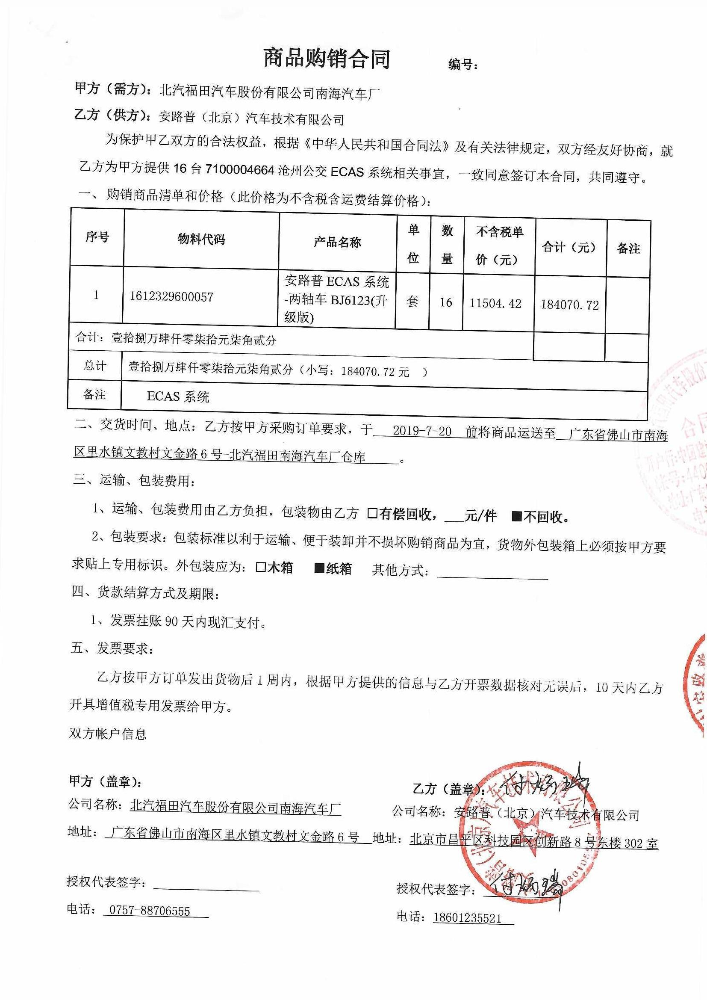 商品购销合同 编号：
甲方（需方）：北汽福田汽车股份有限公司南海汽车厂
乙方（供方）：安路普（北京）汽车技术有限公司
为保护甲乙双方的合法权益，根据《中华人民共和国合同法》及有关法律规定，双方经友好协商，就
乙方为甲方提供 16 台 7100004664 沧州公交 ECAS 系统相关事宜，一致同意签订本合同，共同遵守。
一、 购销商品清单和价格（此价格为不含税含运费结算价格）：
序号 物料代码 产品名称 单位 数量 不含税单价（元） 合计（元） 备注
1 1612329600057 安路普 ECAS 系统-两轴车 BJ6123(升级版) 套 16 11504.42 184070.72
合计：壹拾捌万肆仟零柒拾元柒角贰分
总计 壹拾捌万肆仟零柒拾元柒角贰分（小写：184070.72 元 ）
备注 ECAS 系统
二、交货时间、地点：乙方按甲方采购订单要求，于 2019-7-20 前将商品运送至 广东省佛山市南海
区里水镇文教村文金路 6 号-北汽福田南海汽车厂仓库 。
三、运输、包装费用：
1、运输、包装费用由乙方负担，包装物由乙方 □有偿回收，___元/件 ■不回收。
2、包装要求：包装标准以利于运输、便于装卸并不损坏购销商品为宜，货物外包装箱上必须按甲方要
求贴上专用标识。外包装应为：□木箱 ■纸箱 其他方式：
四、货款结算方式及期限：
1、发票挂账 90 天内现汇支付。
五、发票要求：
乙方按甲方订单发出货物后 1 周内，根据甲方提供的信息与乙方开票数据核对无误后，10 天内乙方
开具增值税专用发票给甲方。
双方帐户信息
甲方（盖章）： 乙方（盖章）：付炳瑞
公司名称：北汽福田汽车股份有限公司南海汽车厂 公司名称：安路普（北京）汽车技术有限公司
地址： 广东省佛山市南海区里水镇文教村文金路 6 号 地址：北京市昌平区科技园区创新路 8 号东楼 302 室
授权代表签字： 授权代表签字：付炳瑞
电话：0757-88706555 电话：18601235521